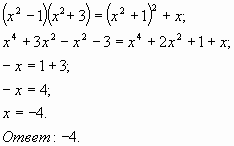 (x² − 1)(x² + 3) = (x² + 1)² + x;
x⁴ + 3x² − x² − 3 = x⁴ + 2x² + 1 + x;
− x = 1 + 3;
− x = 4;
x = −4.
Ответ: −4.